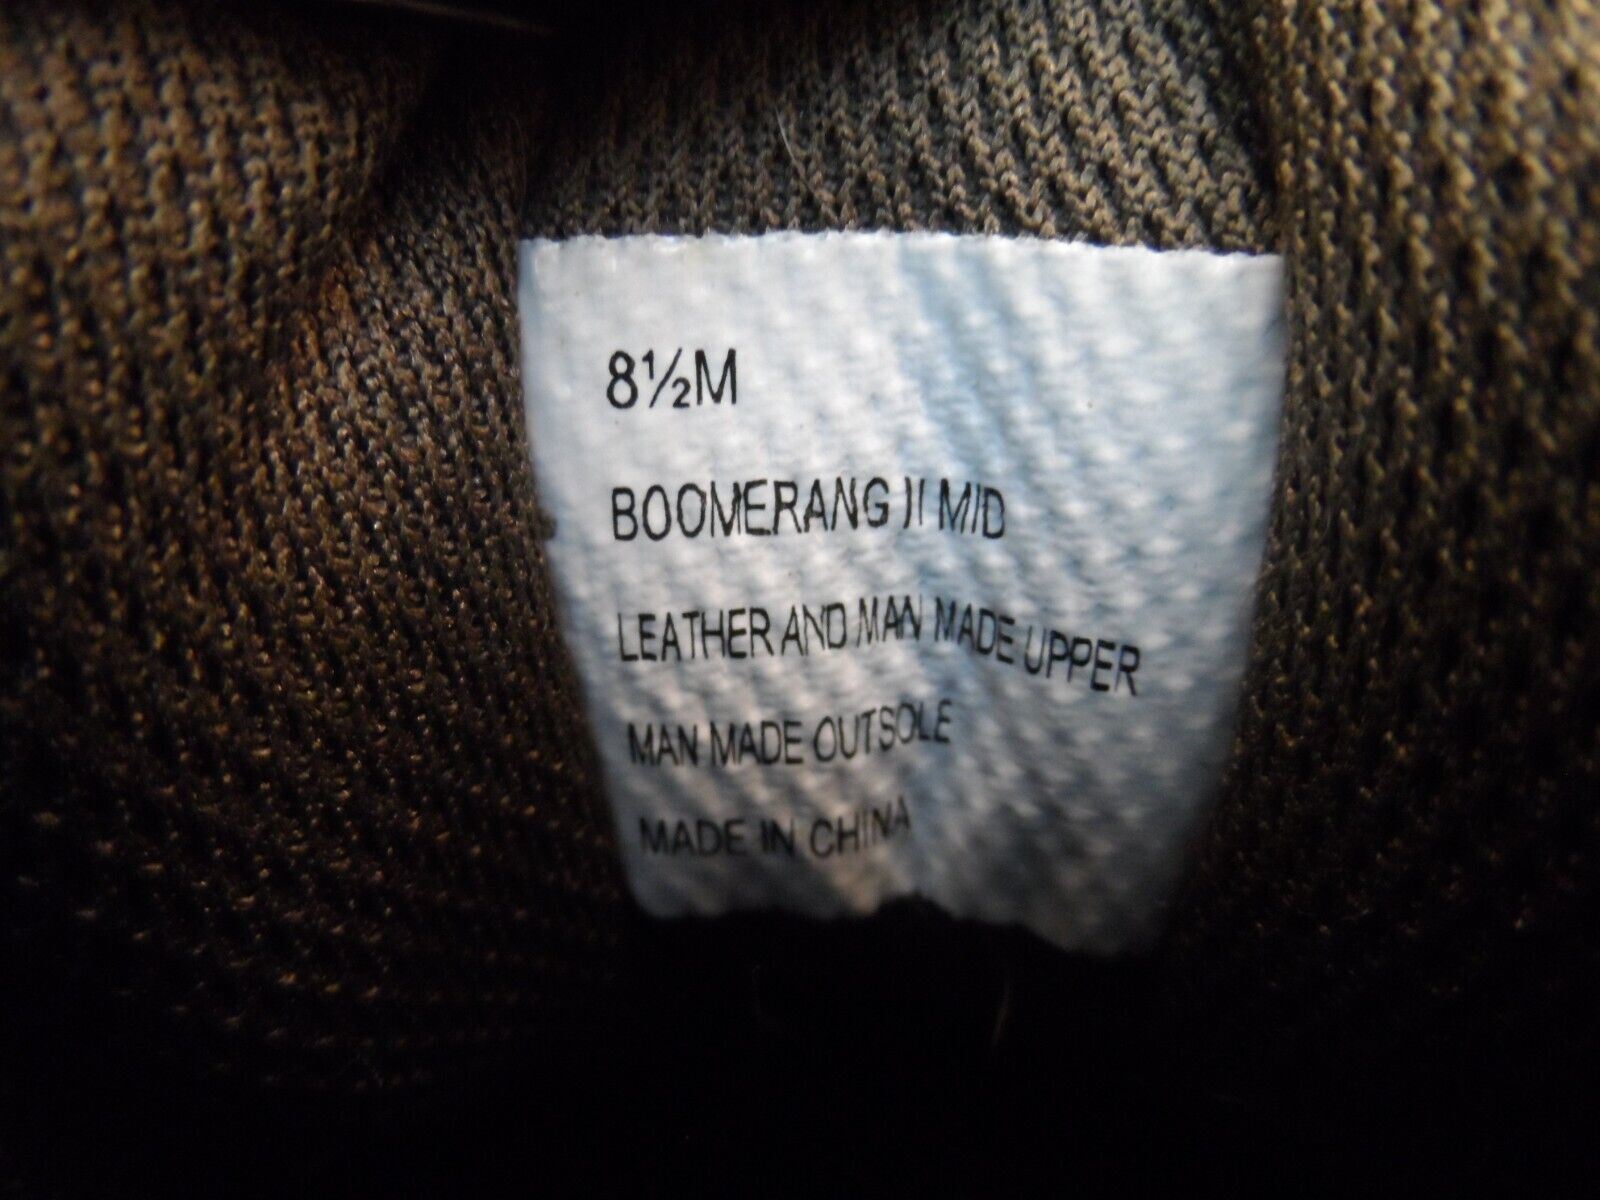 8½M
BOOMERANG II MID
LEATHER AND MAN MADE UPPER
MAN MADE OUTSOLE
MADE IN CHINA